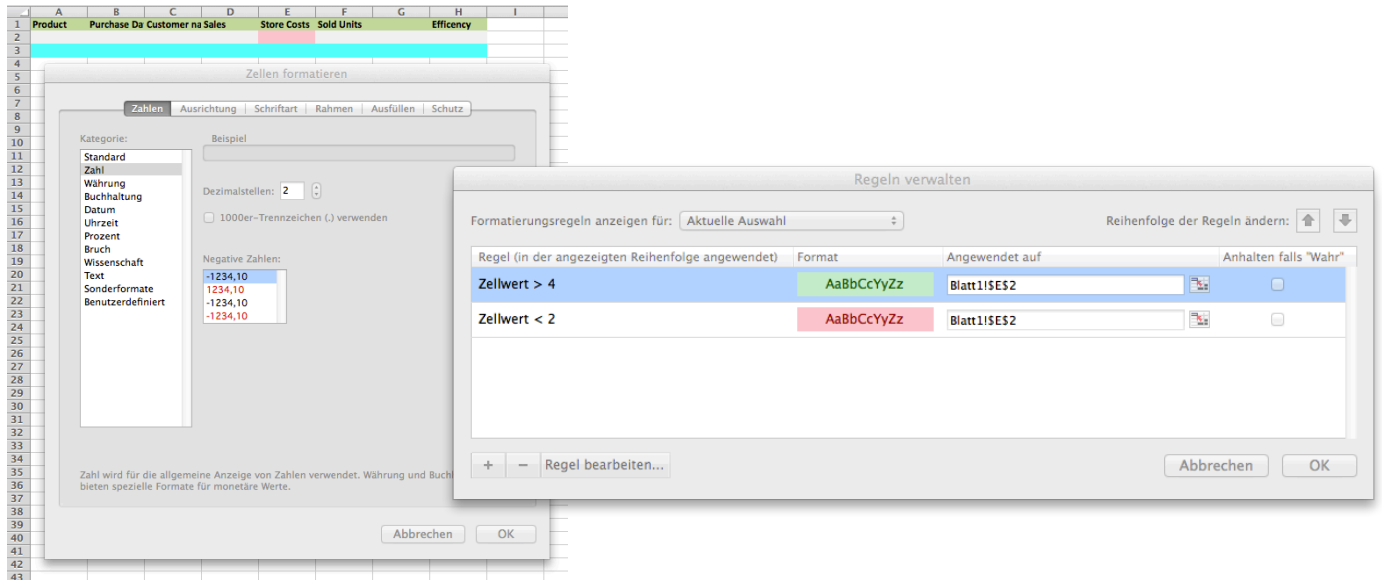 A B C D E F G H I
1 Product Purchase Da Customer na Sales Store Costs Sold Units Efficency
2
3
4
5
6
7
8
9
10
11
12
13
14
15
16
17
18
19
20
21
22
23
24
25
26
27
28
29
30
31
32
33
34
35
36
37
38
39
40
41
42
43
Zellen formatieren
Zahlen Ausrichtung Schriftart Rahmen Ausfüllen Schutz
Kategorie:
Standard
Zahl
Währung
Buchhaltung
Datum
Uhrzeit
Prozent
Bruch
Wissenschaft
Text
Sonderformate
Benutzerdefiniert
Beispiel
Dezimalstellen: 2
1000er-Trennzeichen (.) verwenden
Negative Zahlen:
-1234,10
1234,10
-1234,10
-1234,10
Zahl wird für die allgemeine Anzeige von Zahlen verwendet. Währung und
bieten spezielle Formate für monetäre Werte.
Abbrechen OK
Regeln verwalten
Formatierungsregeln anzeigen für: Aktuelle Auswahl Reihenfolge der Regeln ändern:
Regel (in der angezeigten Reihenfolge angewendet) Format Angewendet auf Anhalten falls "Wahr"
Zellwert > 4 AaBbCcYyZz Blatt1!$E$2
Zellwert < 2 AaBbCcYyZz Blatt1!$E$2
+ − Regel bearbeiten...
Abbrechen OK